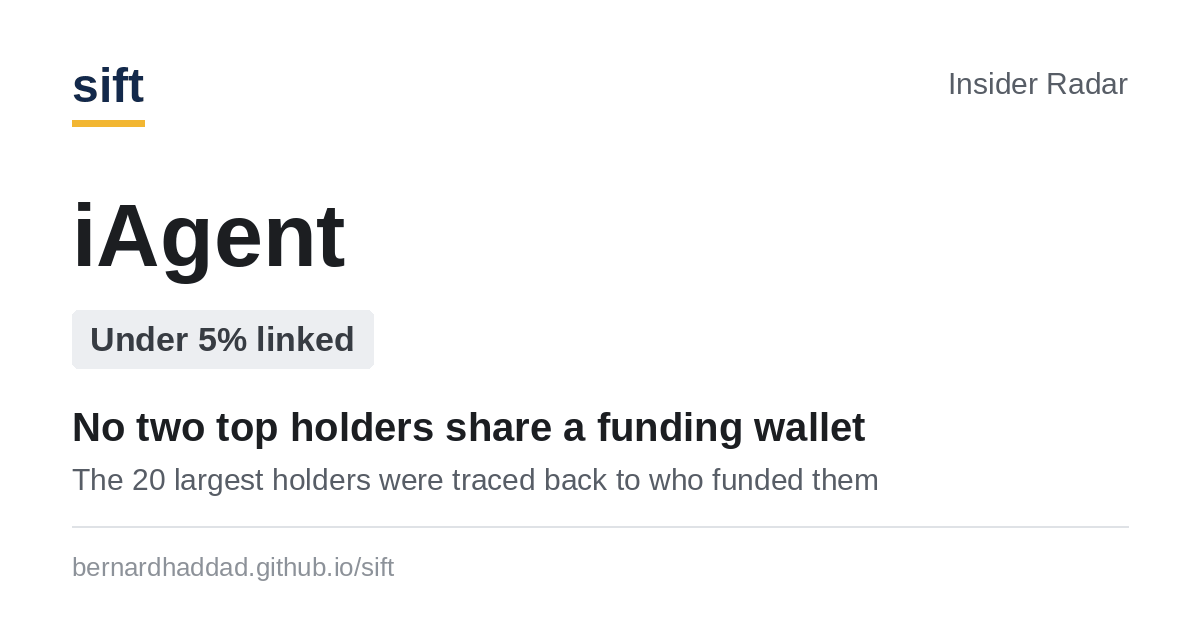 sift
Insider Radar
iAgent
Under 5% linked
No two top holders share a funding wallet
The 20 largest holders were traced back to who funded them
bernardhaddad.github.io/sift